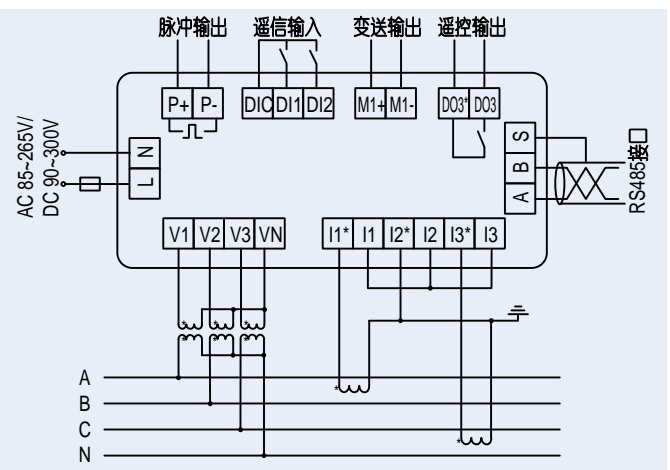 脉冲输出 遥信输入 变送输出 遥控输出
P+ P- DIC DI1 DI2 M1+ M1- DO3* DO3
AC 85~265V/
DC 90~300V
N
L
S
B
A
RS485接口
V1 V2 V3 VN I1* I1 I2* I2 I3* I3
* * *
* * *
A
*
B
C
*
N